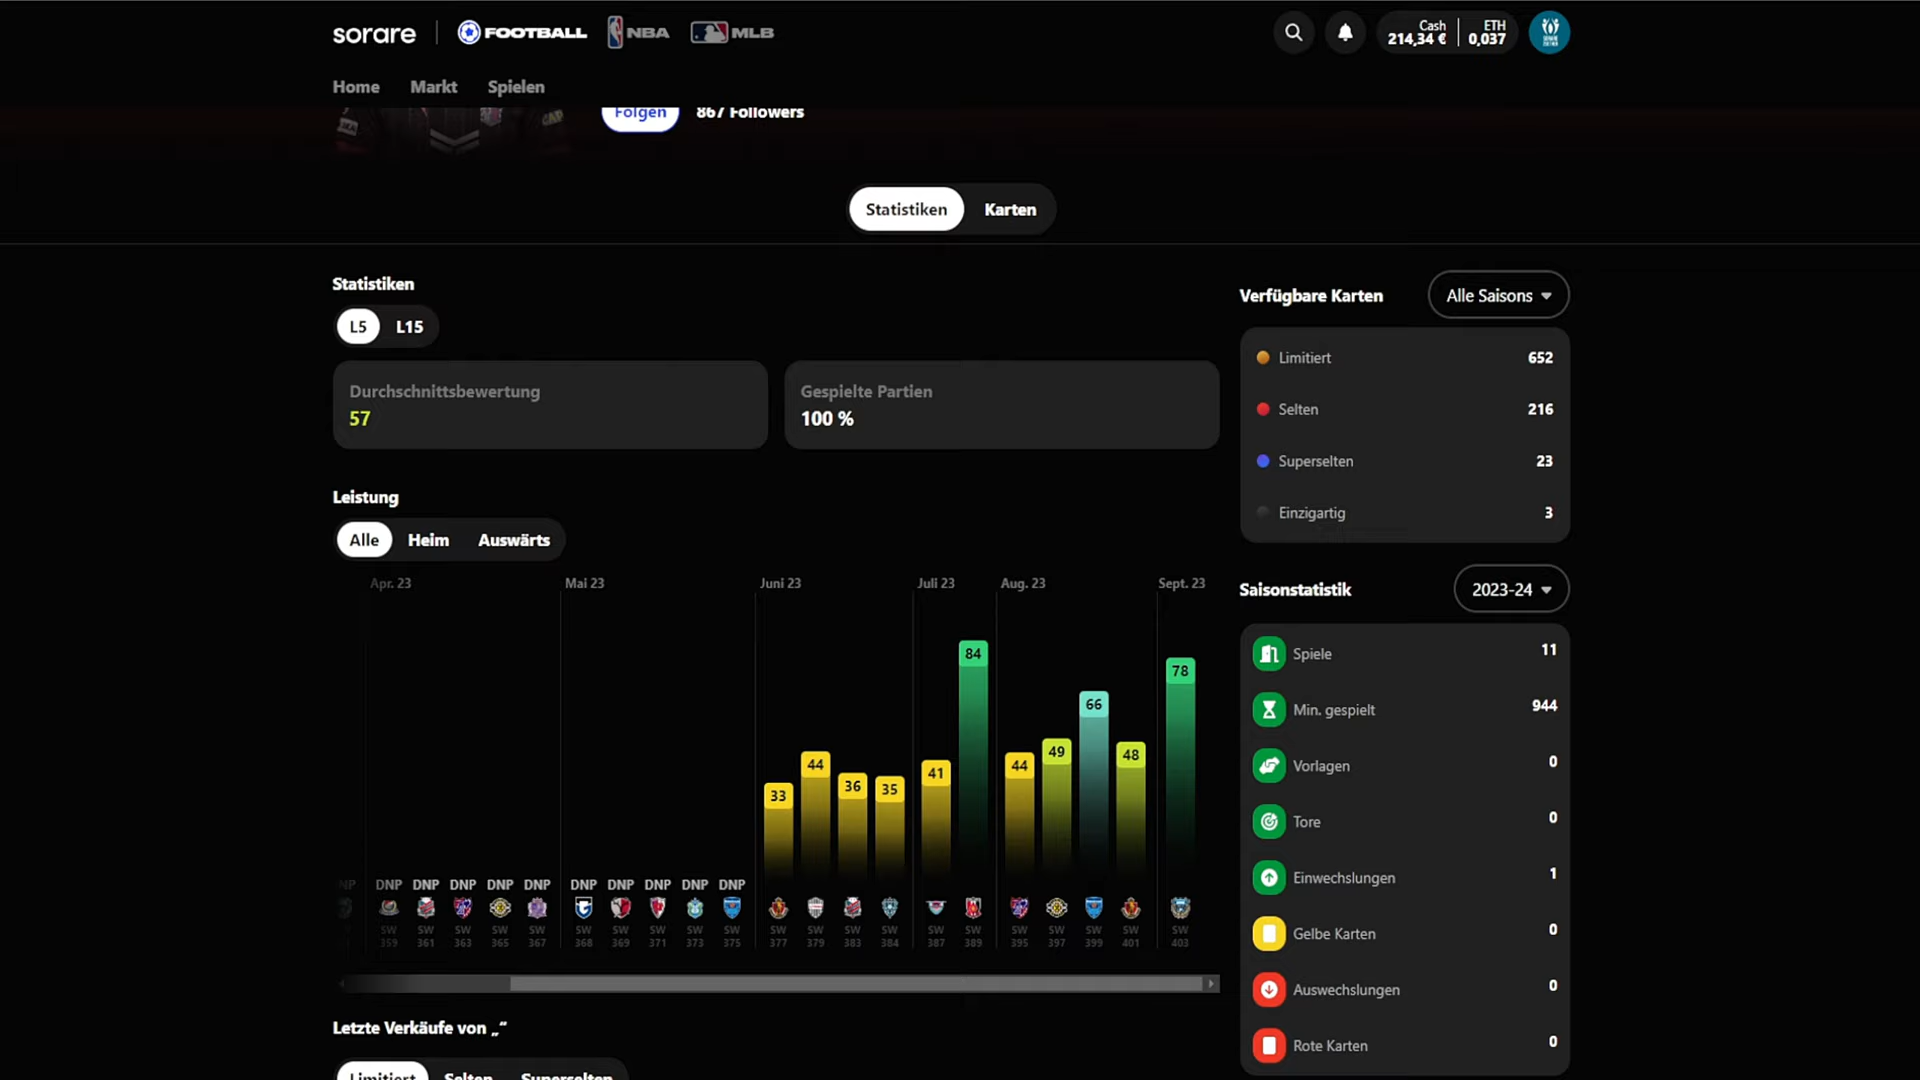 sorare FOOTBALL NBA MLB
Cash 214,34 € ETH 0,037
Home Markt Spielen
Folgen 867 Followers
Statistiken Karten
Statistiken
L5 L15
Durchschnittsbewertung
57
Gespielte Partien
100 %
Leistung
Alle Heim Auswärts
Apr. 23 Mai 23 Juni 23 Juli 23 Aug. 23 Sept. 23
33 44 36 35 41 84 44 49 66 48 78
DNP DNP DNP DNP DNP DNP DNP DNP DNP DNP
SW SW SW SW SW SW SW SW SW SW SW SW SW SW SW SW SW SW SW SW SW
359 361 363 365 367 368 369 371 373 375 377 379 383 384 387 389 395 397 399 401 403
Letzte Verkäufe von „“
Limitiert Selten Superselten
Verfügbare Karten Alle Saisons
Limitiert 652
Selten 216
Superselten 23
Einzigartig 3
Saisonstatistik 2023-24
Spiele 11
Min. gespielt 944
Vorlagen 0
Tore 0
Einwechslungen 1
Gelbe Karten 0
Auswechslungen 0
Rote Karten 0